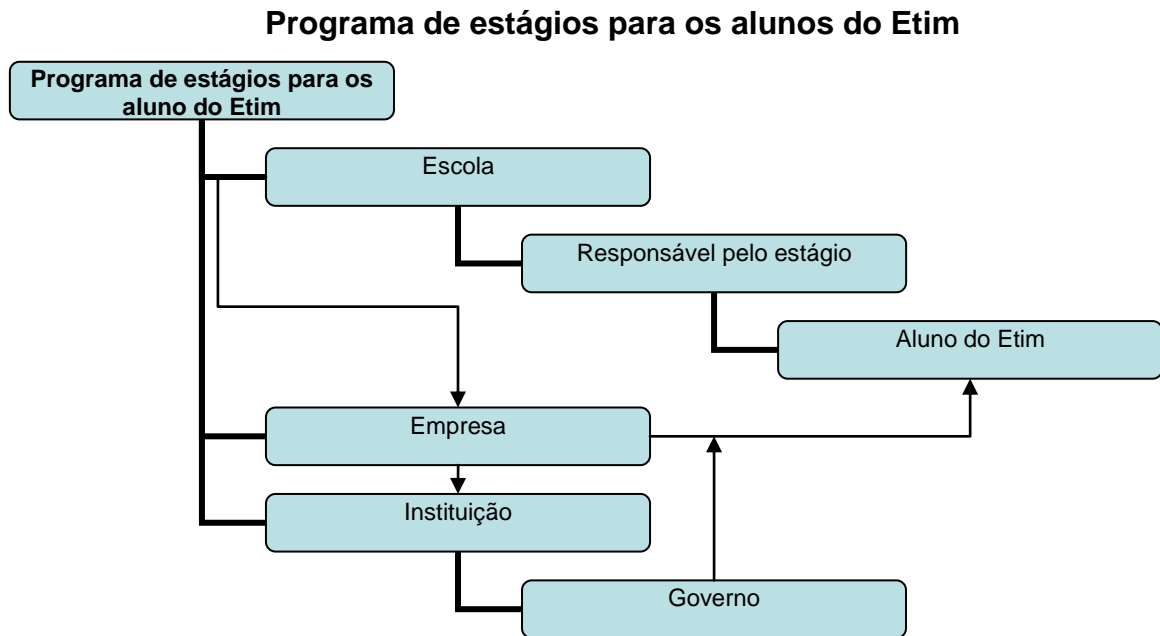 Programa de estágios para os alunos do Etim
Programa de estágios para os
aluno do Etim
Escola
Responsável pelo estágio
Aluno do Etim
Empresa
Instituição
Governo